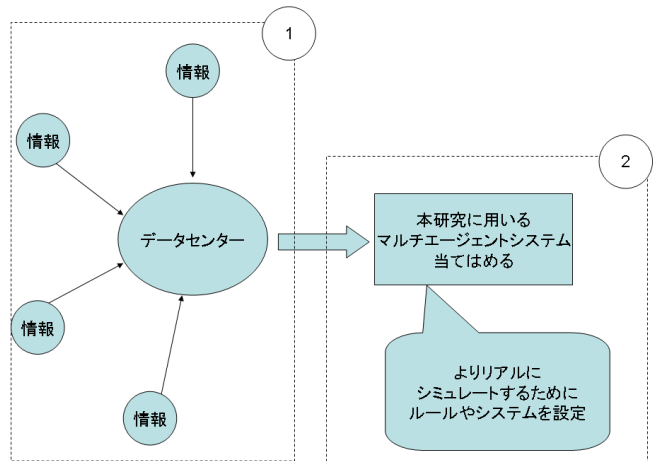 1
情報
情報
データセンター
情報
情報
2
本研究に用いる
マルチエージェントシステム
当てはめる
よりリアルに
シミュレートするために
ルールやシステムを設定